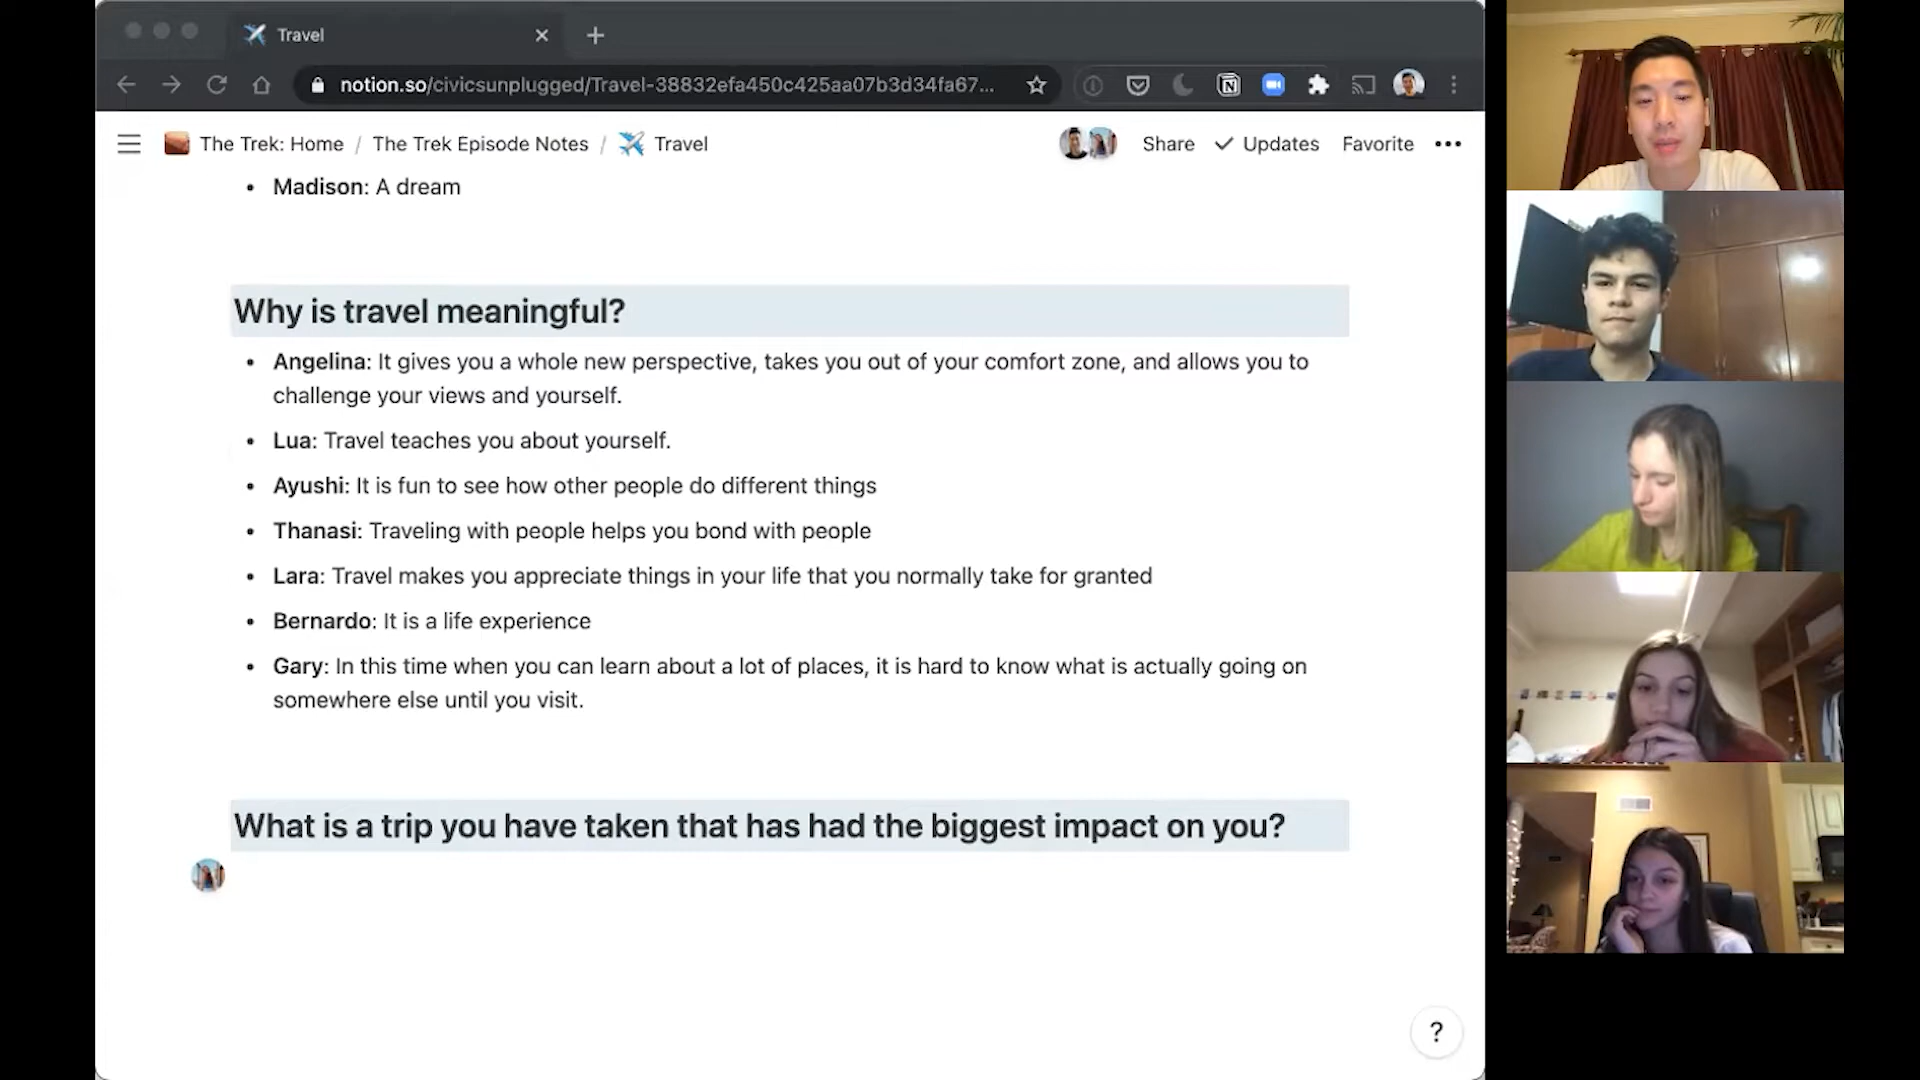 Travel
notion.so/civicsunplugged/Travel-38832efa450c425aa07b3d34fa67...
The Trek: Home / The Trek Episode Notes / Travel
Share Updates Favorite
• Madison: A dream
Why is travel meaningful?
• Angelina: It gives you a whole new perspective, takes you out of your comfort zone, and allows you to
challenge your views and yourself.
• Lua: Travel teaches you about yourself.
• Ayushi: It is fun to see how other people do different things
• Thanasi: Traveling with people helps you bond with people
• Lara: Travel makes you appreciate things in your life that you normally take for granted
• Bernardo: It is a life experience
• Gary: In this time when you can learn about a lot of places, it is hard to know what is actually going on
somewhere else until you visit.
What is a trip you have taken that has had the biggest impact on you?
?